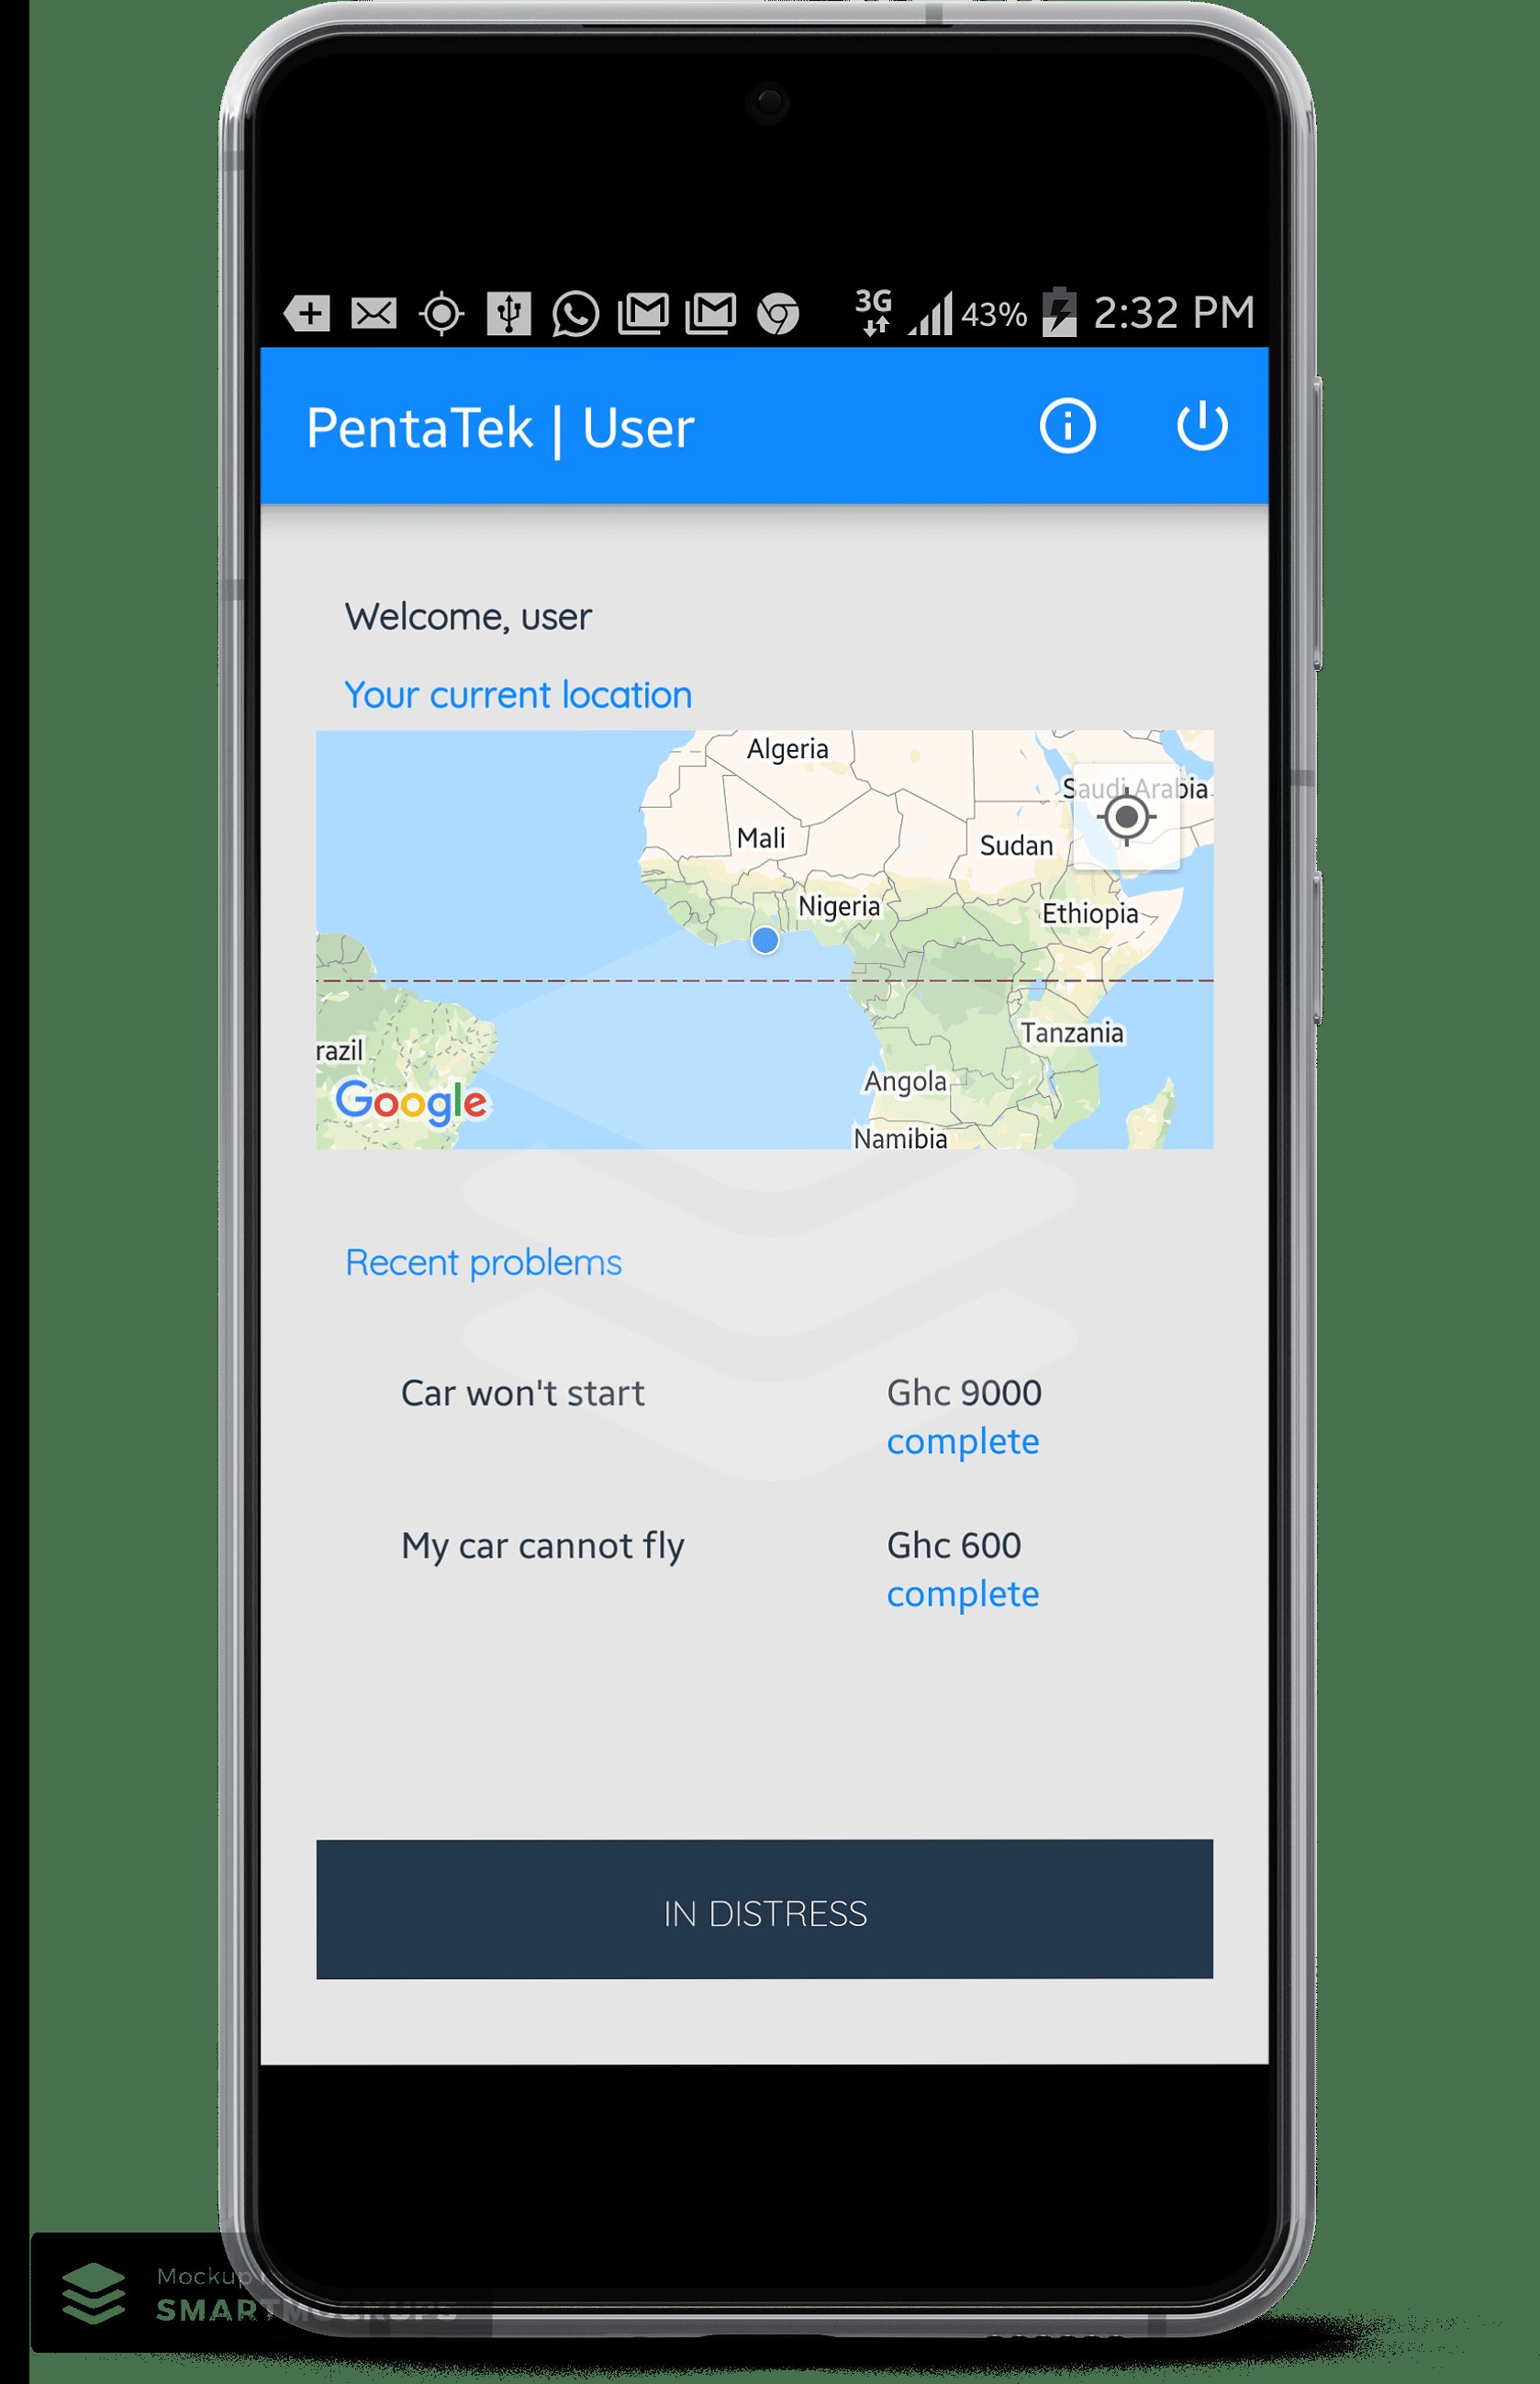 3G 43% 2:32 PM
PentaTek | User
Welcome, user
Your current location
Algeria
Saudi Arabia
Mali
Sudan
Nigeria
Ethiopia
razil
Tanzania
Google
Angola
Namibia
Recent problems
Car won't start Ghc 9000
complete
My car cannot fly Ghc 600
complete
IN DISTRESS
Mockup
SMARTMOCKUPS